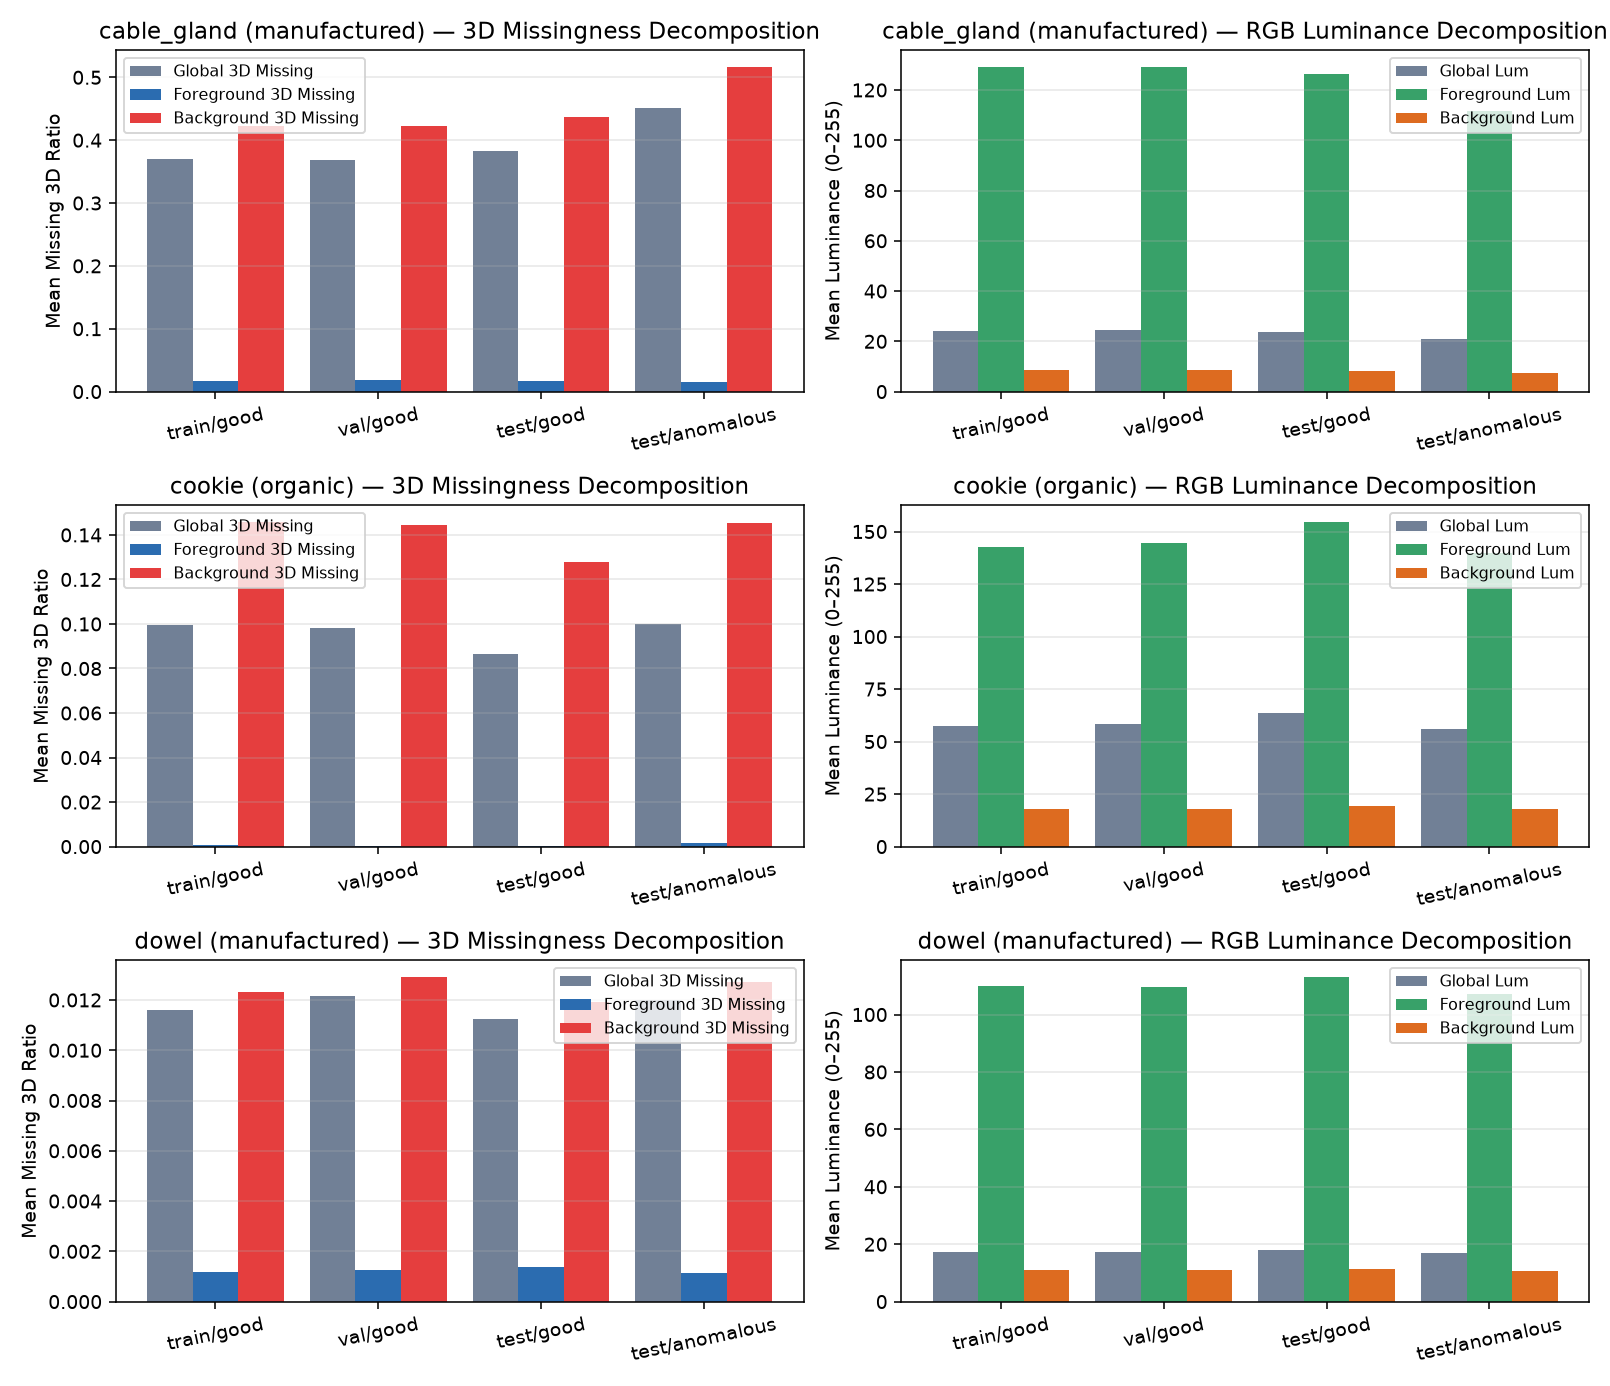 cable_gland (manufactured) — 3D Missingness Decomposition
Mean Missing 3D Ratio
0.5
0.4
0.3
0.2
0.1
0.0
Global 3D Missing
Foreground 3D Missing
Background 3D Missing
train/good
val/good
test/good
test/anomalous
cable_gland (manufactured) — RGB Luminance Decomposition
Mean Luminance (0–255)
120
100
80
60
40
20
0
Global Lum
Foreground Lum
Background Lum
train/good
val/good
test/good
test/anomalous
cookie (organic) — 3D Missingness Decomposition
Mean Missing 3D Ratio
0.14
0.12
0.10
0.08
0.06
0.04
0.02
0.00
Global 3D Missing
Foreground 3D Missing
Background 3D Missing
train/good
val/good
test/good
test/anomalous
cookie (organic) — RGB Luminance Decomposition
Mean Luminance (0–255)
150
125
100
75
50
25
0
Global Lum
Foreground Lum
Background Lum
train/good
val/good
test/good
test/anomalous
dowel (manufactured) — 3D Missingness Decomposition
Mean Missing 3D Ratio
0.012
0.010
0.008
0.006
0.004
0.002
0.000
Global 3D Missing
Foreground 3D Missing
Background 3D Missing
train/good
val/good
test/good
test/anomalous
dowel (manufactured) — RGB Luminance Decomposition
Mean Luminance (0–255)
100
80
60
40
20
0
Global Lum
Foreground Lum
Background Lum
train/good
val/good
test/good
test/anomalous